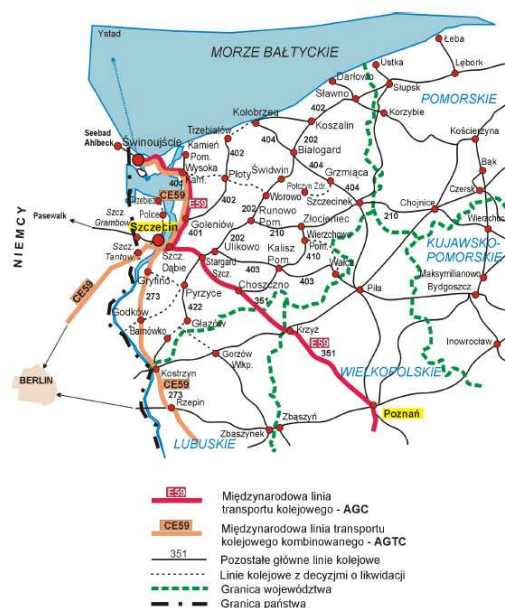 Ystad
MORZE BAŁTYCKIE
Łeba
Ustka
Lębork
Darłowo
Słupsk
Sławno
POMORSKIE
402
Kołobrzeg
Koszalin
Korzybie
Trzebiatów
404
202
Kościerzyna
Seebad
Ahlbeck
Świnoujście
Kamień
Pom.
402
Białogard
Wysoka
Kam.
Świdwin
Grzmiąca
Bąk
401
CE59
Płoty
Połczyn Zdr.
404
Czersk
Trzebież
E59
Worowo
Szczecinek
Chojnice
402
202
Pasewalk
Szcz.
Grambow
Police
Goleniów
Runowo
Pom.
Złocieniec
210
Wierzchucin
NIEMCY
Szczecin
401
202
210
Wierzchowo
Pom.
KUJAWSKO-
POMORSKIE
Szcz.
Tantow
Szcz.
Dąbie
Ulikowo
Kalisz
Pom.
410
Stargard
Szcz.
Wałcz
Maksymilianowo
CE59
Gryfino
403
403
Bydgoszcz
273
Pyrzyce
Choszczno
351
Piła
Godków
422
Głazów
Inowrocław
Barnówko
Krzyż
E59
BERLIN
Gorzów
Wlkp.
351
Kostrzyn
WIELKOPOLSKIE
CE59
273
Rzepin
Zbąszyń
Poznań
Zbąszynek
LUBUSKIE
E59 Międzynarodowa linia
transportu kolejowego - AGC
CE59 Międzynarodowa linia transportu
kolejowego kombinowanego - AGTC
351 Pozostałe główne linie kolejowe
Linie kolejowe z decyzjmi o likwidacji
Granica województwa
Granica państwa